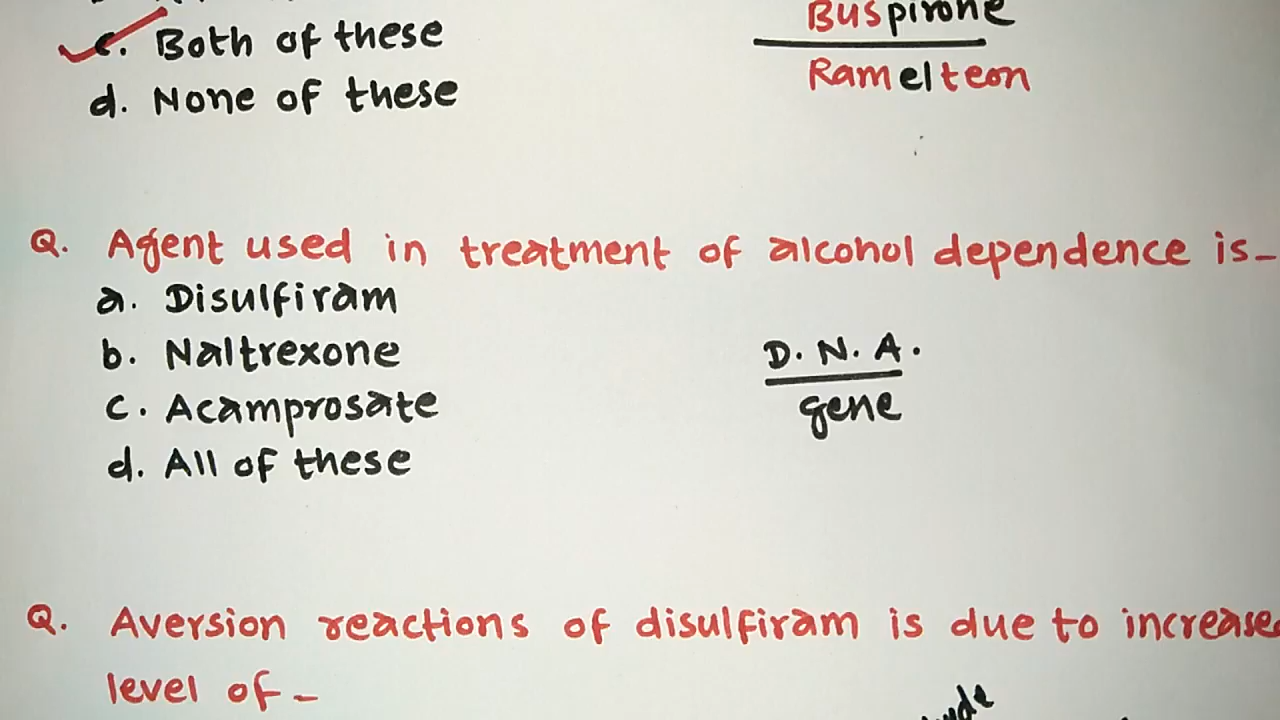 c. Both of these
d. None of these
Buspirone
Ramelteon
Q. Agent used in treatment of alcohol dependence is-
a. Disulfiram
b. Naltrexone
c. Acamprosate
d. All of these
D. N. A.
gene
Q. Aversion reactions of disulfiram is due to increase
level of -